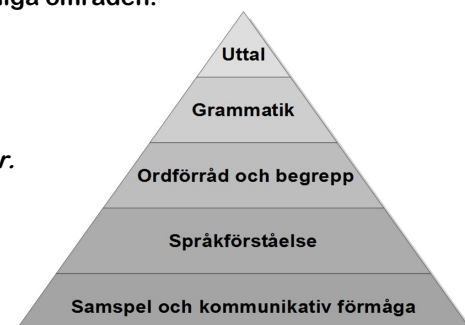 områden.
Uttal
Grammatik
r.
Ordförråd och begrepp
Språkförståelse
Samspel och kommunikativ förmåga